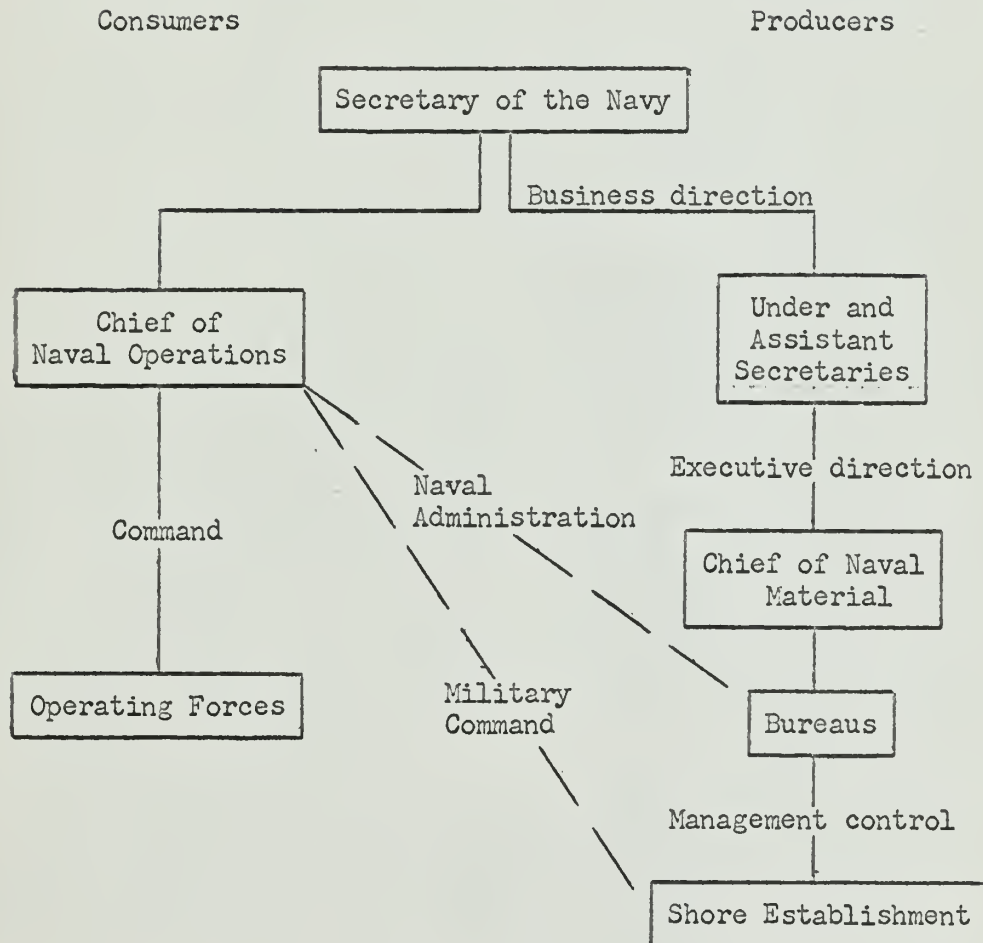 Consumers
Producers
Secretary of the Navy
Business direction
Chief of
Naval Operations
Under and
Assistant
Secretaries
Executive direction
Naval
Administration
Command
Chief of Naval
Material
Operating Forces
Military
Command
Bureaus
Management control
Shore Establishment